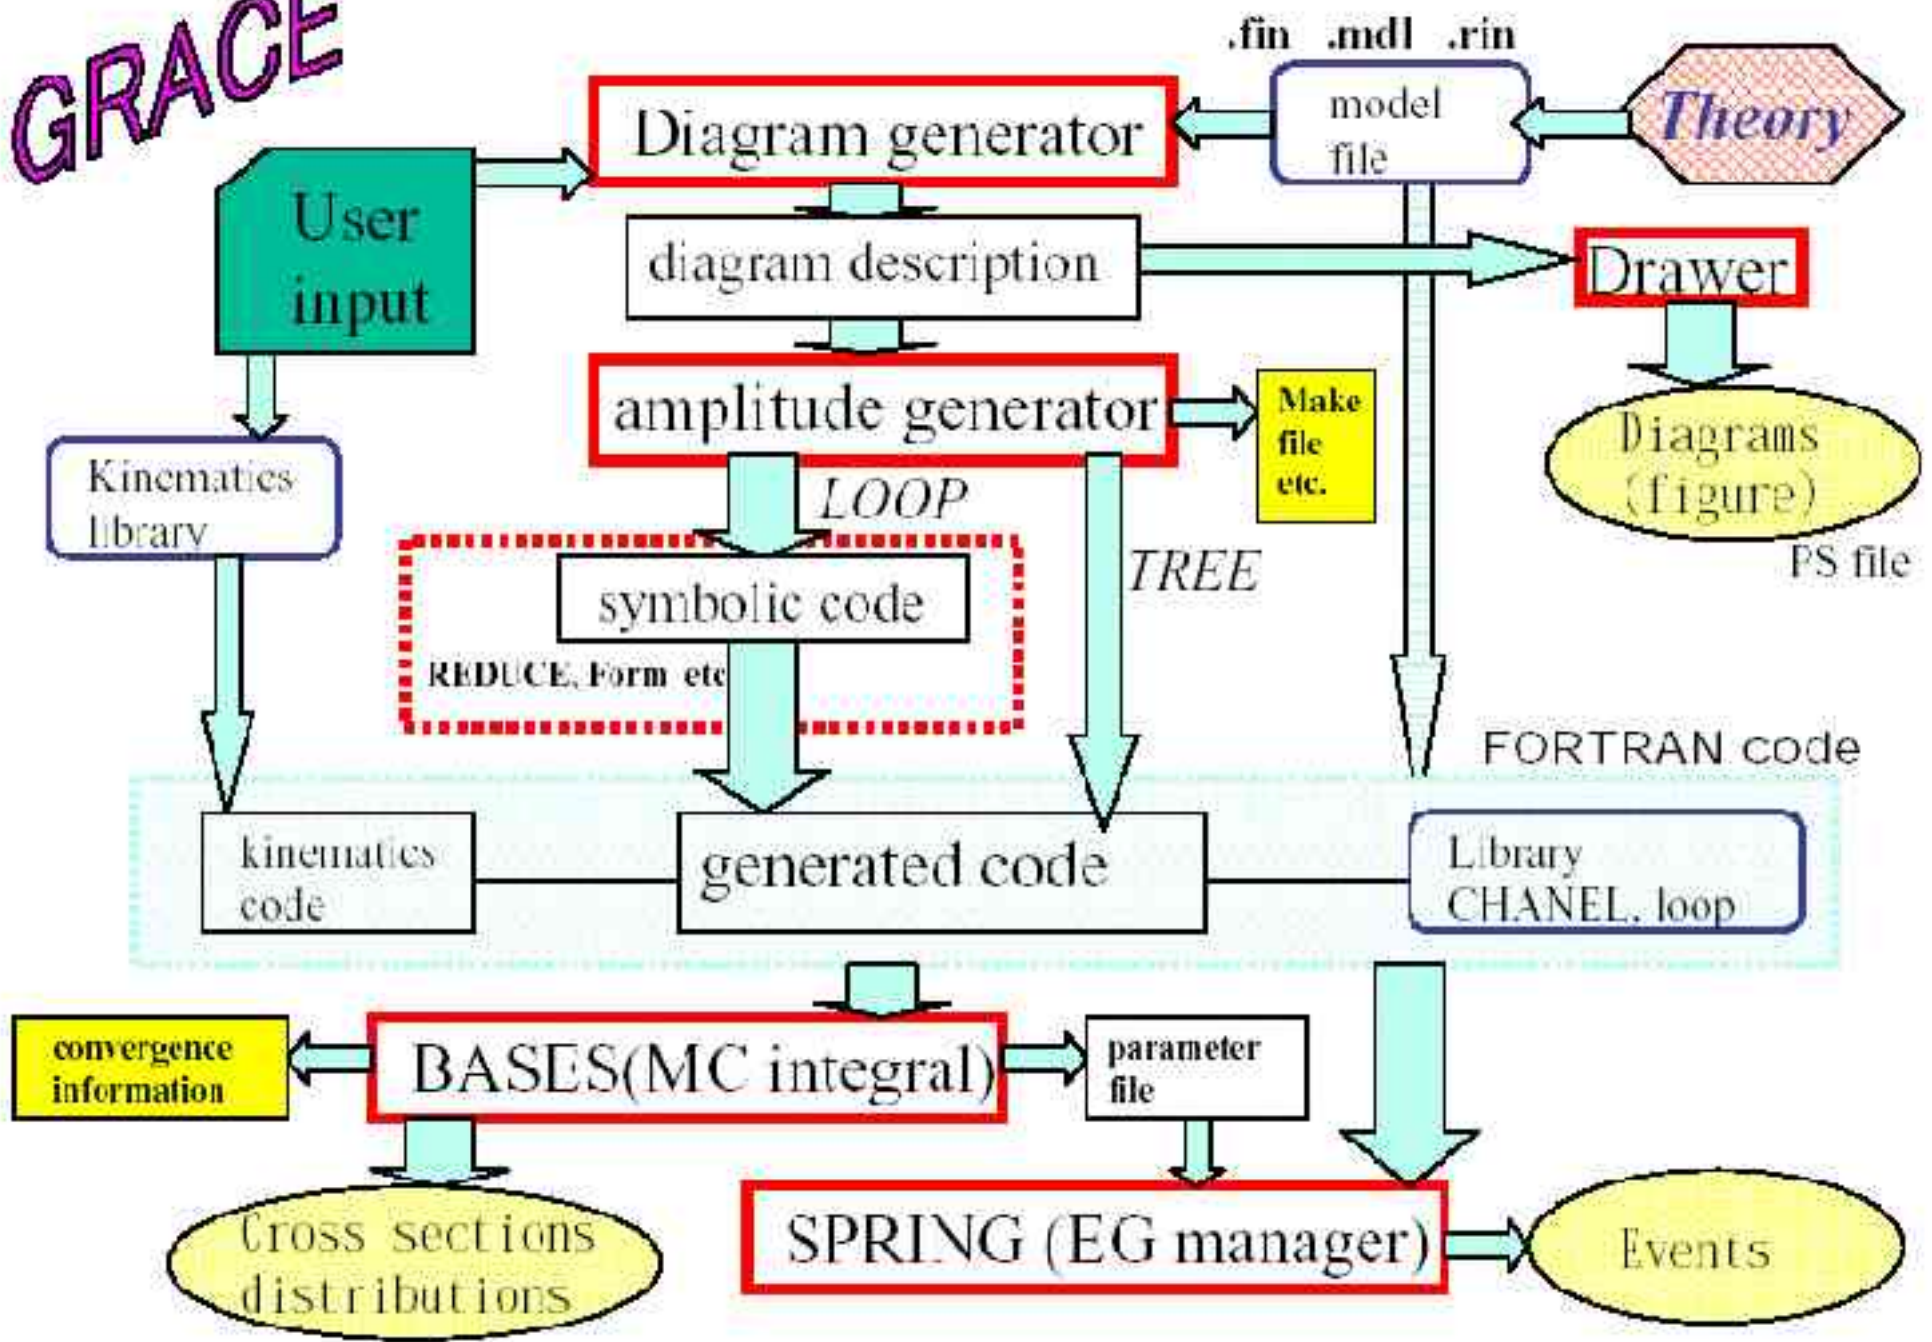 GRACE
.fin .mdl .rin
Diagram generator
model
file
Theory
User
input
diagram description
Drawer
amplitude generator
Make
file
etc.
Diagrams
(figure)
PS file
Kinematics
library
LOOP
TREE
symbolic code
REDUCE, Form etc
FORTRAN code
kinematics
code
generated code
Library
CHANEL, loop
convergence
information
BASES(MC integral)
parameter
file
Cross sections
distributions
SPRING (EG manager)
Events